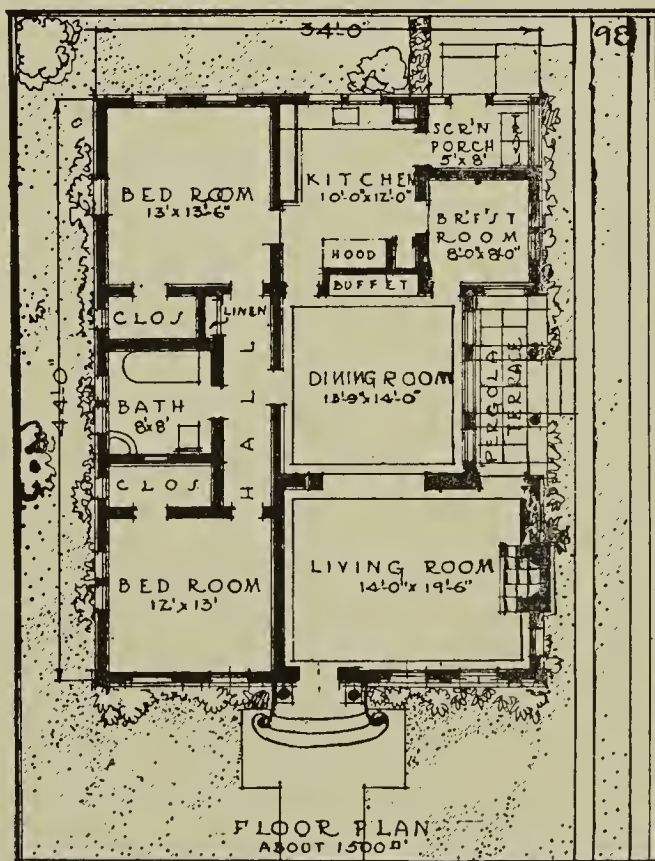 34'-0"
98
SCR'N
PORCH
5'x8'
BED ROOM
13'x13'-6"
KITCHEN
10'-0"x12'-0"
BR'F'ST
ROOM
8'-0"x8'-0"
HOOD
BUFFET
CLOS
LINEN
HALL
44'-0"
DINING ROOM
13'-9"x14'-0"
PERGOLA
TERRACE
BATH
8'x8'
CLOS.
BED ROOM
12'x13'
LIVING ROOM
14'-0"x19'-6"
FLOOR PLAN
ABOUT 1500 □'